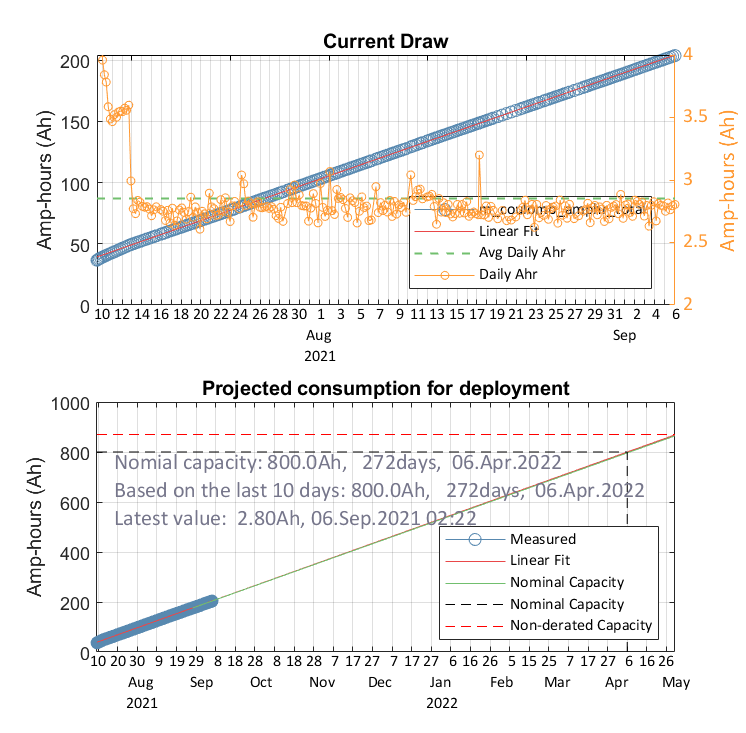 Current Draw
200
150
100
50
0
Amp-hours (Ah)
4
3.5
3
2.5
2
Amp-hours (Ah)
m_coulomb_amphr_total
Linear Fit
Avg Daily Ahr
Daily Ahr
10 12 14 16 18 20 22 24 26 28 30 1 3 5 7 9 11 13 15 17 19 21 23 25 27 29 31 2 4 6
Aug Sep
2021
Projected consumption for deployment
1000
800
600
400
200
0
Amp-hours (Ah)
Nomial capacity: 800.0Ah, 272days, 06.Apr.2022
Based on the last 10 days: 800.0Ah, 272days, 06.Apr.2022
Latest value: 2.80Ah, 06.Sep.2021 02:22
Measured
Linear Fit
Nominal Capacity
Nominal Capacity
Non-derated Capacity
10 20 30 9 19 29 8 18 28 8 18 28 7 17 27 7 17 27 6 16 26 5 15 25 7 17 27 6 16 26
Aug Sep Oct Nov Dec Jan Feb Mar Apr May
2021 2022